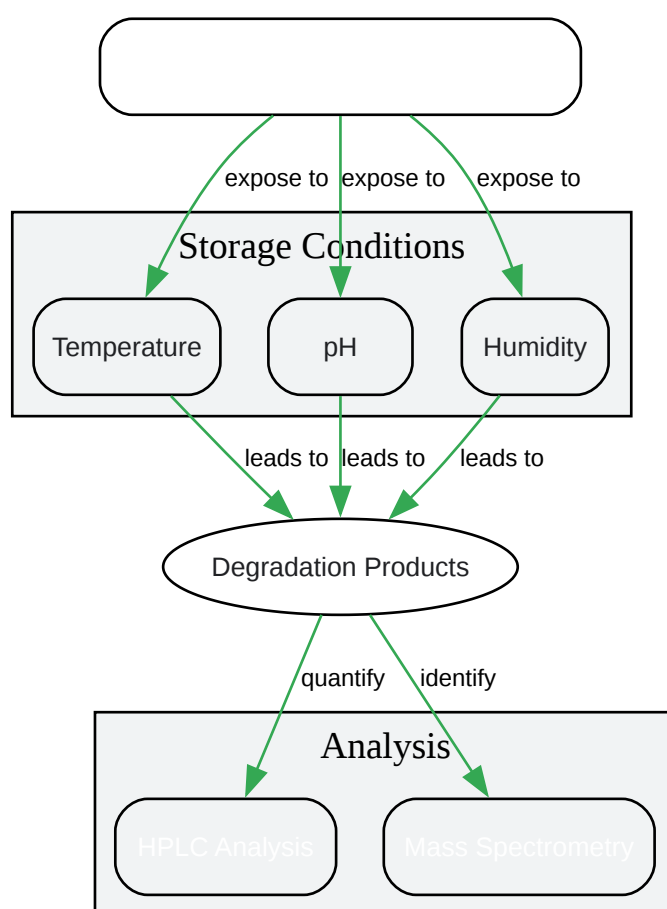 expose to expose to expose to
Storage Conditions
Temperature pH Humidity
leads to leads to leads to
Degradation Products
quantify identify
Analysis
HPLC Analysis Mass Spectrometry